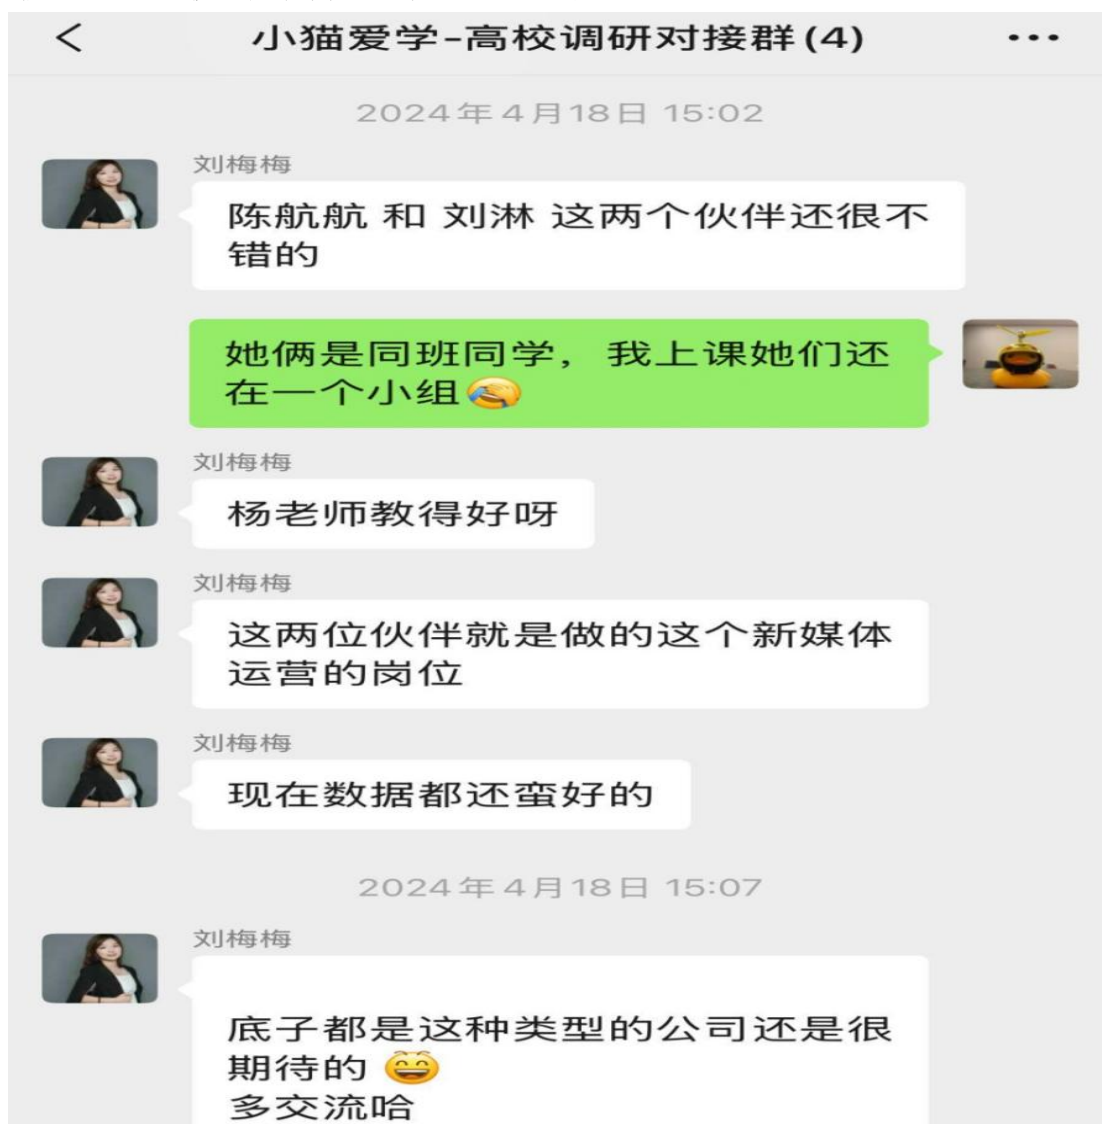 小猫爱学-高校调研对接群(4)
2024年4月18日 15:02
刘梅梅
陈航航 和 刘淋 这两个伙伴还很不
错的
她俩是同班同学，我上课她们还
在一个小组🤣
刘梅梅
杨老师教得好呀
刘梅梅
这两位伙伴就是做的这个新媒体
运营的岗位
刘梅梅
现在数据都还蛮好的
2024年4月18日 15:07
刘梅梅
底子都是这种类型的公司还是很
期待的 😄
多交流哈